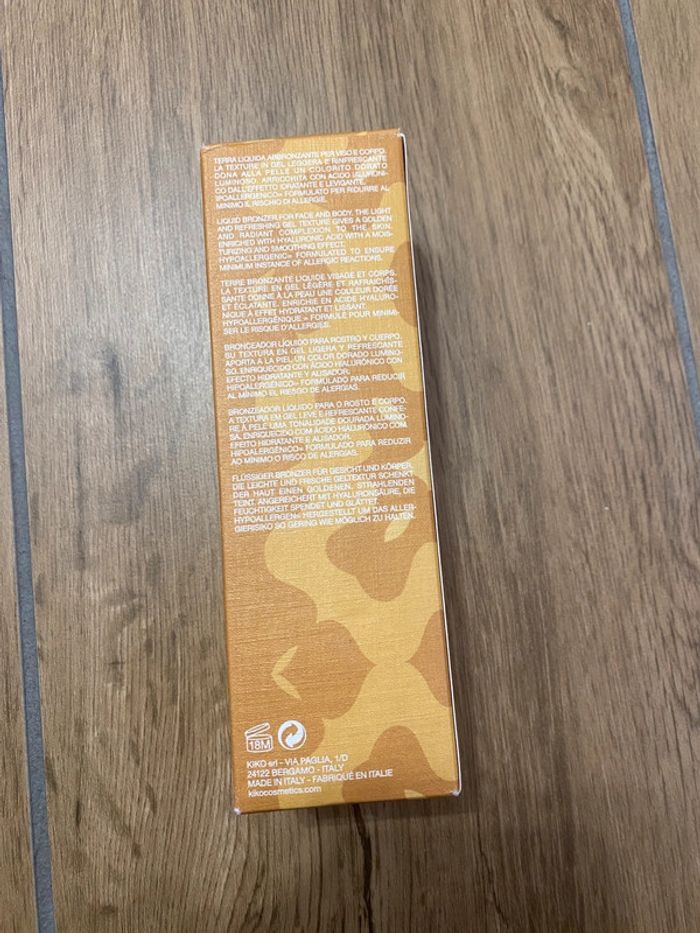 TERRA LIQUIDA ABBRONZANTE PER VISO E CORPO.
LA TEXTURE IN GEL LEGGERA E RINFRESCANTE
DONA ALLA PELLE UN COLORITO DORATO
LUMINOSO. ARRICCHITA CON ACIDO IALURONI-
CO DALL'EFFETTO IDRATANTE E LEVIGANTE.
IPOALLERGENICO= FORMULATO PER RIDURRE AL
MINIMO IL RISCHIO DI ALLERGIE.
LIQUID BRONZER FOR FACE AND BODY. THE LIGHT
AND REFRESHING GEL TEXTURE GIVES A GOLDEN
AND RADIANT COMPLEXION TO THE SKIN.
ENRICHED WITH HYALURONIC ACID WITH A MOIS-
TURIZING AND SMOOTHING EFFECT.
HYPOALLERGENIC= FORMULATED TO ENSURE
MINIMUM INSTANCE OF ALLERGIC REACTIONS.
TERRE BRONZANTE LIQUIDE VISAGE ET CORPS.
LA TEXTURE EN GEL LÉGÈRE ET RAFRAICHIS-
SANTE DONNE À LA PEAU UNE COULEUR DORÉE
ET ÉCLATANTE. ENRICHIE EN ACIDE HYALURO-
NIQUE À EFFET HYDRATANT ET LISSANT.
HYPOALLERGÉNIQUE= FORMULÉ POUR MINIMI-
SER LE RISQUE D'ALLERGIES.
BRONCEADOR LÍQUIDO PARA ROSTRO Y CUERPO.
SU TEXTURA EN GEL LIGERA Y REFRESCANTE
APORTA A LA PIEL UN COLOR DORADO LUMINO-
SO. ENRIQUECIDO CON ÁCIDO HIALURÓNICO CON
EFECTO HIDRATANTE Y ALISADOR.
HIPOALERGÉNICO= FORMULADO PARA REDUCIR
AL MÍNIMO EL RIESGO DE ALERGIAS.
BRONZEADOR LÍQUIDO PARA O ROSTO E CORPO.
A TEXTURA EM GEL LEVE E REFRESCANTE CONFE-
RE À PELE UMA TONALIDADE DOURADA LUMINO-
SA. ENRIQUECIDO COM ÁCIDO HIALURÔNICO COM
EFEITO HIDRATANTE E ALISADOR.
HIPOALERGÊNICO= FORMULADO PARA REDUZIR
AO MÍNIMO O RISCO DE ALERGIAS.
FLÜSSIGER BRONZER FÜR GESICHT UND KÖRPER.
DIE LEICHTE UND FRISCHE GELTEXTUR SCHENKT
DER HAUT EINEN GOLDENEN, STRAHLENDEN
TEINT. ANGEREICHERT MIT HYALURONSÄURE, DIE
FEUCHTIGKEIT SPENDET UND GLÄTTET.
HYPOALLERGEN= HERGESTELLT UM DAS ALLER-
GIERISIKO SO GERING WIE MÖGLICH ZU HALTEN.
18M
KIKO srl - VIA PAGLIA, 1/D
24122 BERGAMO - ITALY
MADE IN ITALY - FABRIQUÉ EN ITALIE
kikocosmetics.com